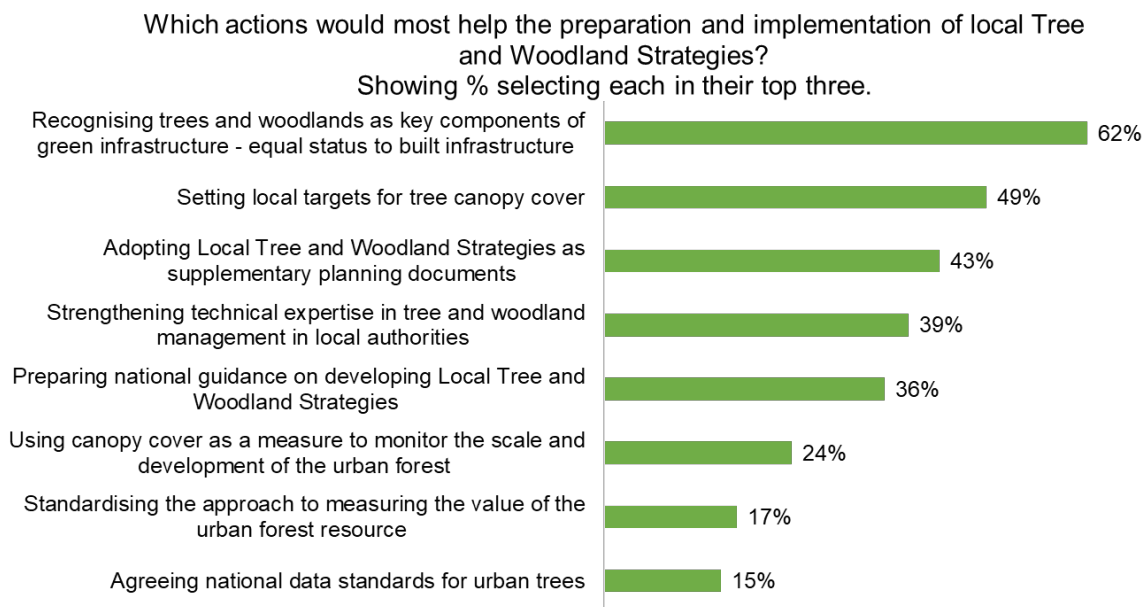 Which actions would most help the preparation and implementation of local Tree
and Woodland Strategies?
Showing % selecting each in their top three.
Recognising trees and woodlands as key components of
green infrastructure - equal status to built infrastructure
62%
Setting local targets for tree canopy cover
49%
Adopting Local Tree and Woodland Strategies as
supplementary planning documents
43%
Strengthening technical expertise in tree and woodland
management in local authorities
39%
Preparing national guidance on developing Local Tree and
Woodland Strategies
36%
Using canopy cover as a measure to monitor the scale and
development of the urban forest
24%
Standardising the approach to measuring the value of the
urban forest resource
17%
Agreeing national data standards for urban trees
15%